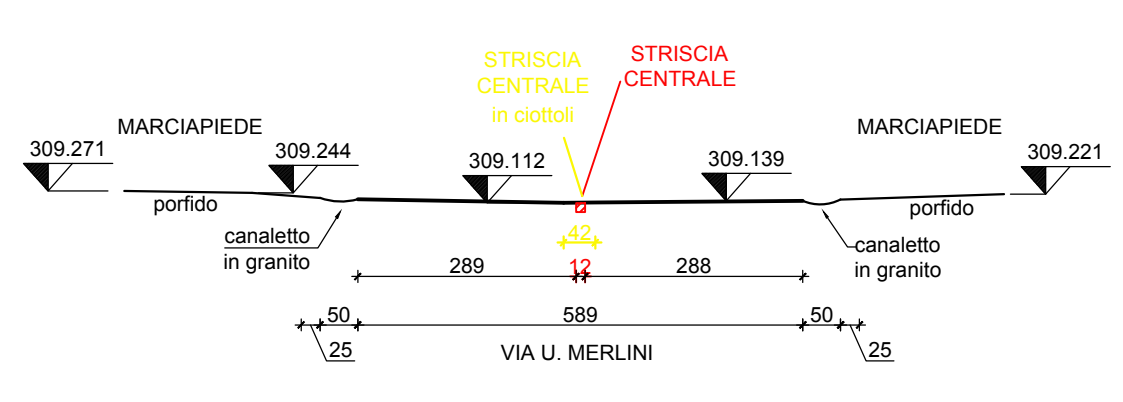 STRISCIA
CENTRALE
in ciottoli
STRISCIA
CENTRALE
MARCIAPIEDE
MARCIAPIEDE
309.271
309.244
309.112
309.139
309.221
porfido
porfido
canaletto
in granito
canaletto
in granito
42
289
12
288
50
589
50
25
VIA U. MERLINI
25